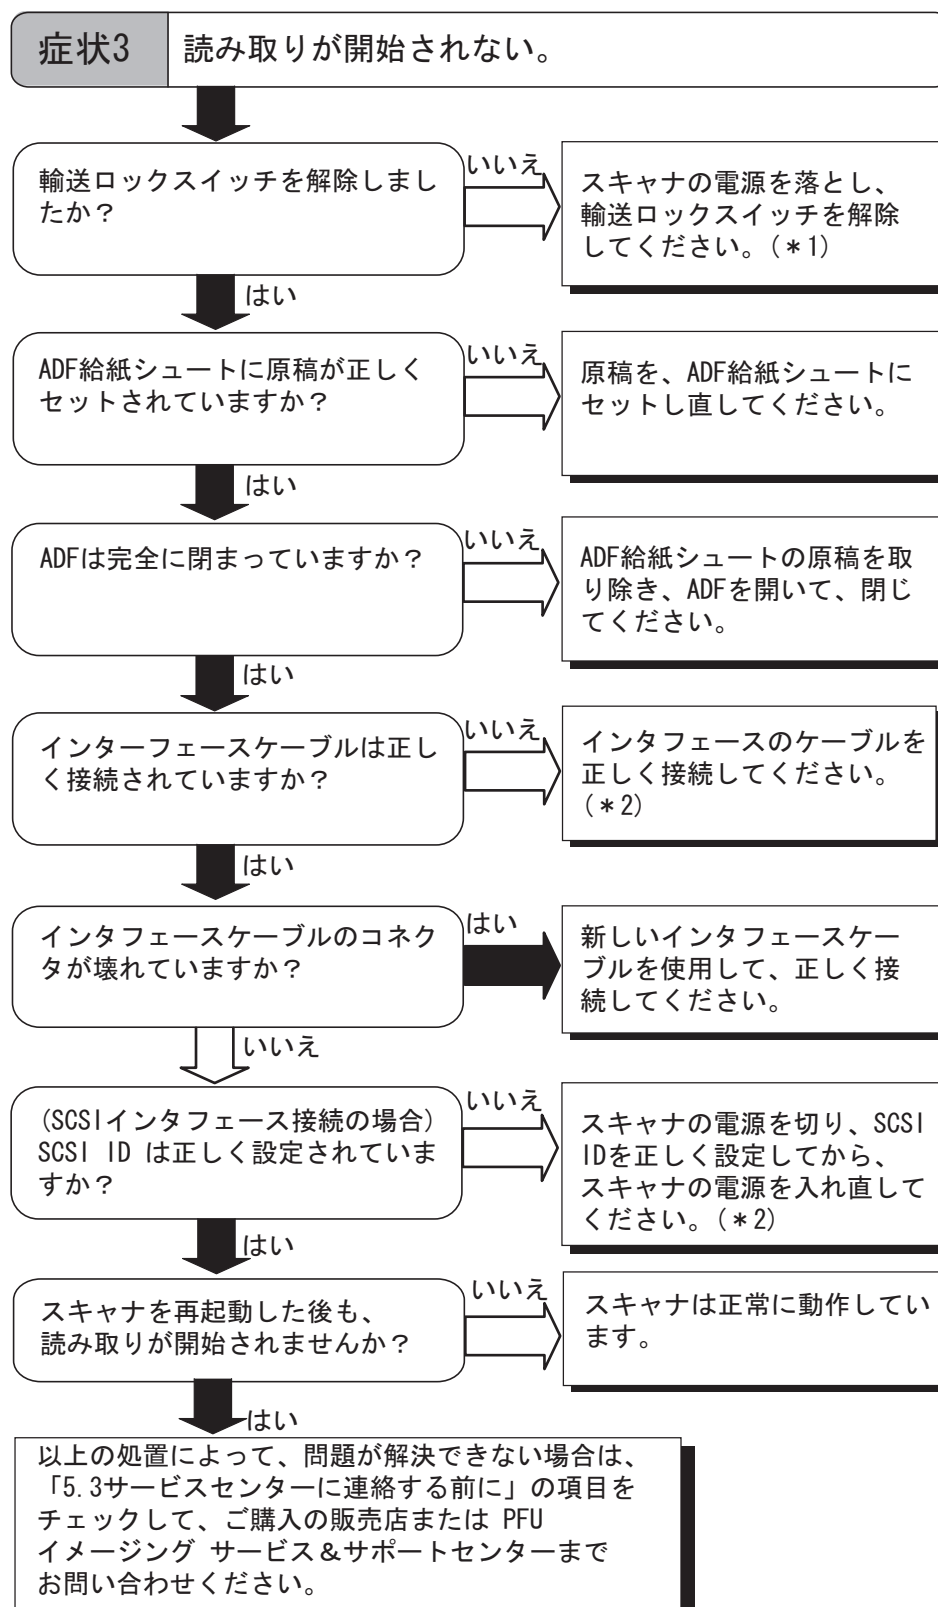 症状3
読み取りが開始されない。
輸送ロックスイッチを解除しまし
たか？
いいえ
スキャナの電源を落とし、
輸送ロックスイッチを解除
してください。(＊1)
はい
ADF給紙シュートに原稿が正しく
セットされていますか？
いいえ
原稿を、ADF給紙シュートに
セットし直してください。
はい
ADFは完全に閉まっていますか？
いいえ
ADF給紙シュートの原稿を取
り除き、ADFを開いて、閉じ
てください。
はい
インターフェースケーブルは正し
く接続されていますか？
いいえ
インタフェースのケーブルを
正しく接続してください。
(＊2)
はい
インタフェースケーブルのコネク
タが壊れていますか？
はい
新しいインタフェースケー
ブルを使用して、正しく接
続してください。
いいえ
(SCSIインタフェース接続の場合)
SCSI ID は正しく設定されていま
すか？
いいえ
スキャナの電源を切り、SCSI
IDを正しく設定してから、
スキャナの電源を入れ直して
ください。(＊2)
はい
スキャナを再起動した後も、
読み取りが開始されませんか？
いいえ
スキャナは正常に動作してい
ます。
はい
以上の処置によって、問題が解決できない場合は、
「5.3サービスセンターに連絡する前に」の項目を
チェックして、ご購入の販売店または PFU
イメージング サービス＆サポートセンターまで
お問い合わせください。